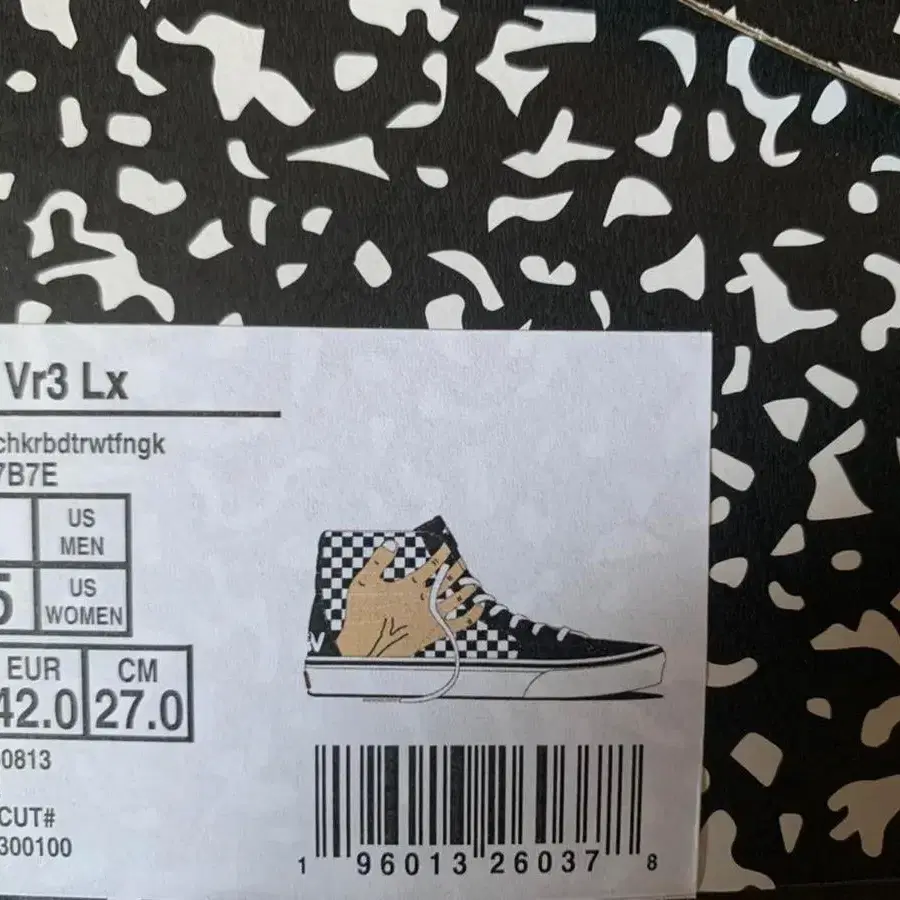 Vr3 Lx
chkrbdtrwtfngk
7B7E
US
MEN
5
US
WOMEN
EUR
42.0
CM
27.0
0813
CUT#
300100
V
1 96013 26037 8